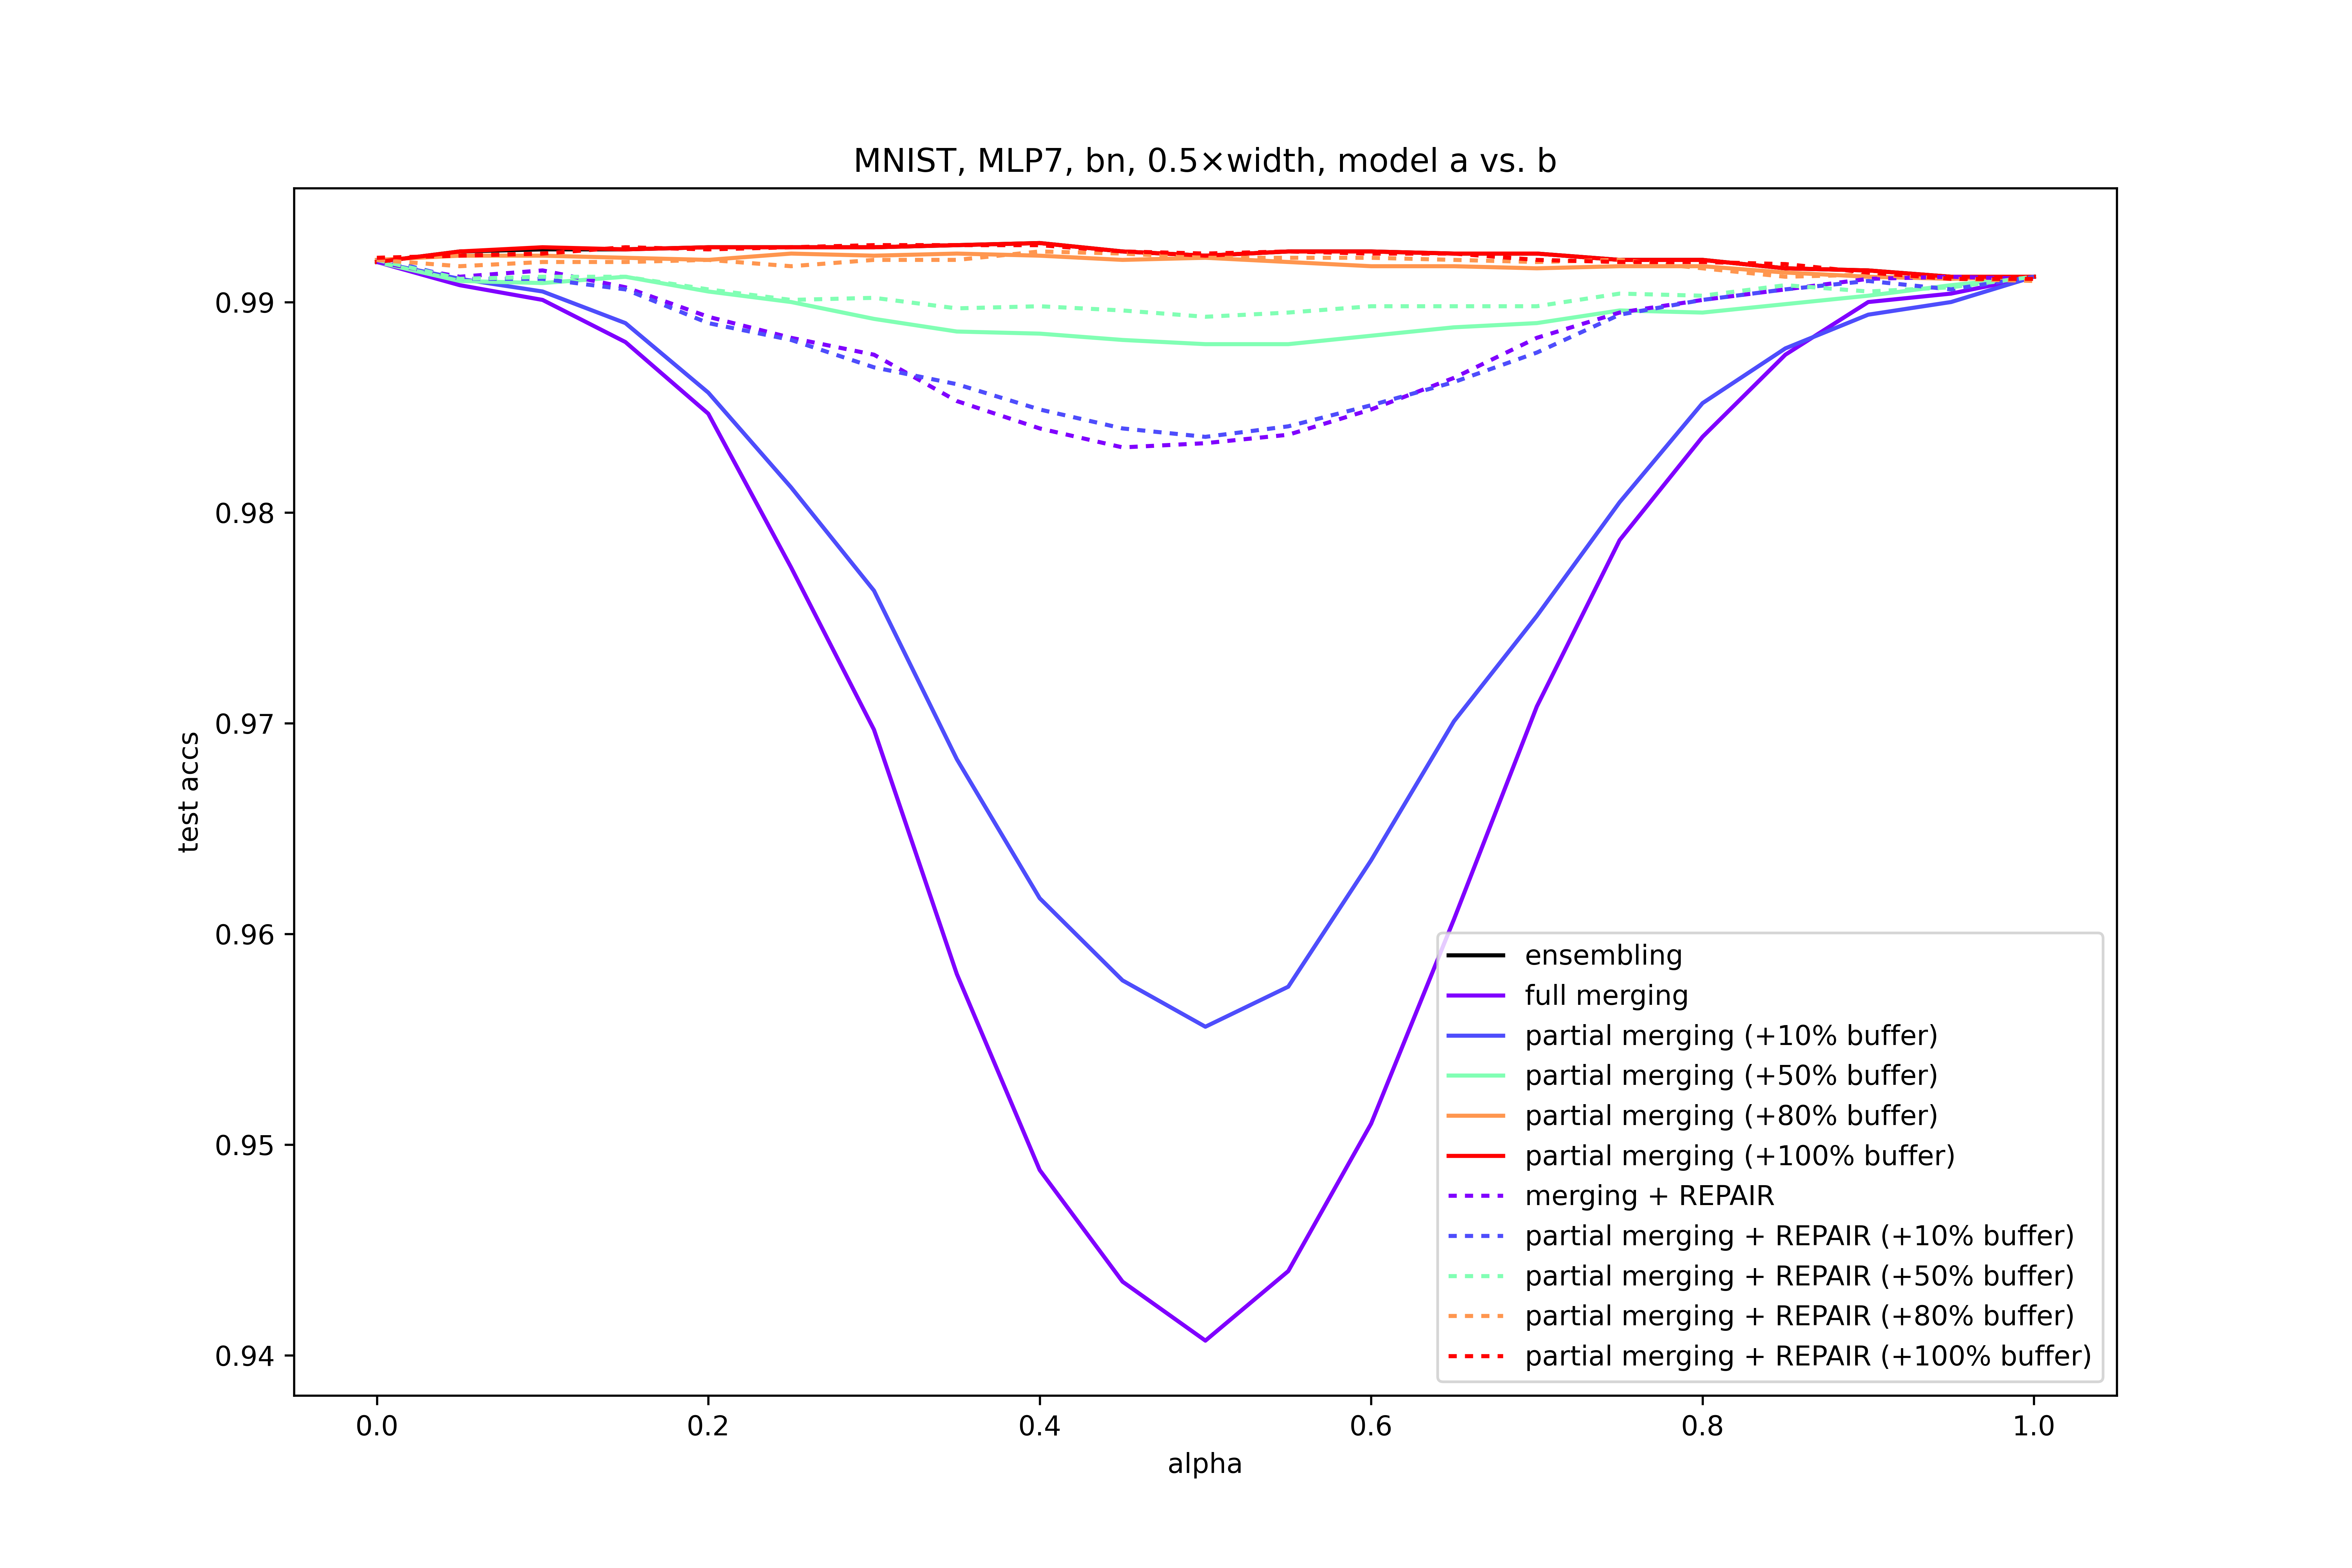 MNIST, MLP7, bn, 0.5×width, model a vs. b
test accs
0.99
0.98
0.97
0.96
0.95
0.94
ensembling
full merging
partial merging (+10% buffer)
partial merging (+50% buffer)
partial merging (+80% buffer)
partial merging (+100% buffer)
merging + REPAIR
partial merging + REPAIR (+10% buffer)
partial merging + REPAIR (+50% buffer)
partial merging + REPAIR (+80% buffer)
partial merging + REPAIR (+100% buffer)
0.0 0.2 0.4 0.6 0.8 1.0
alpha